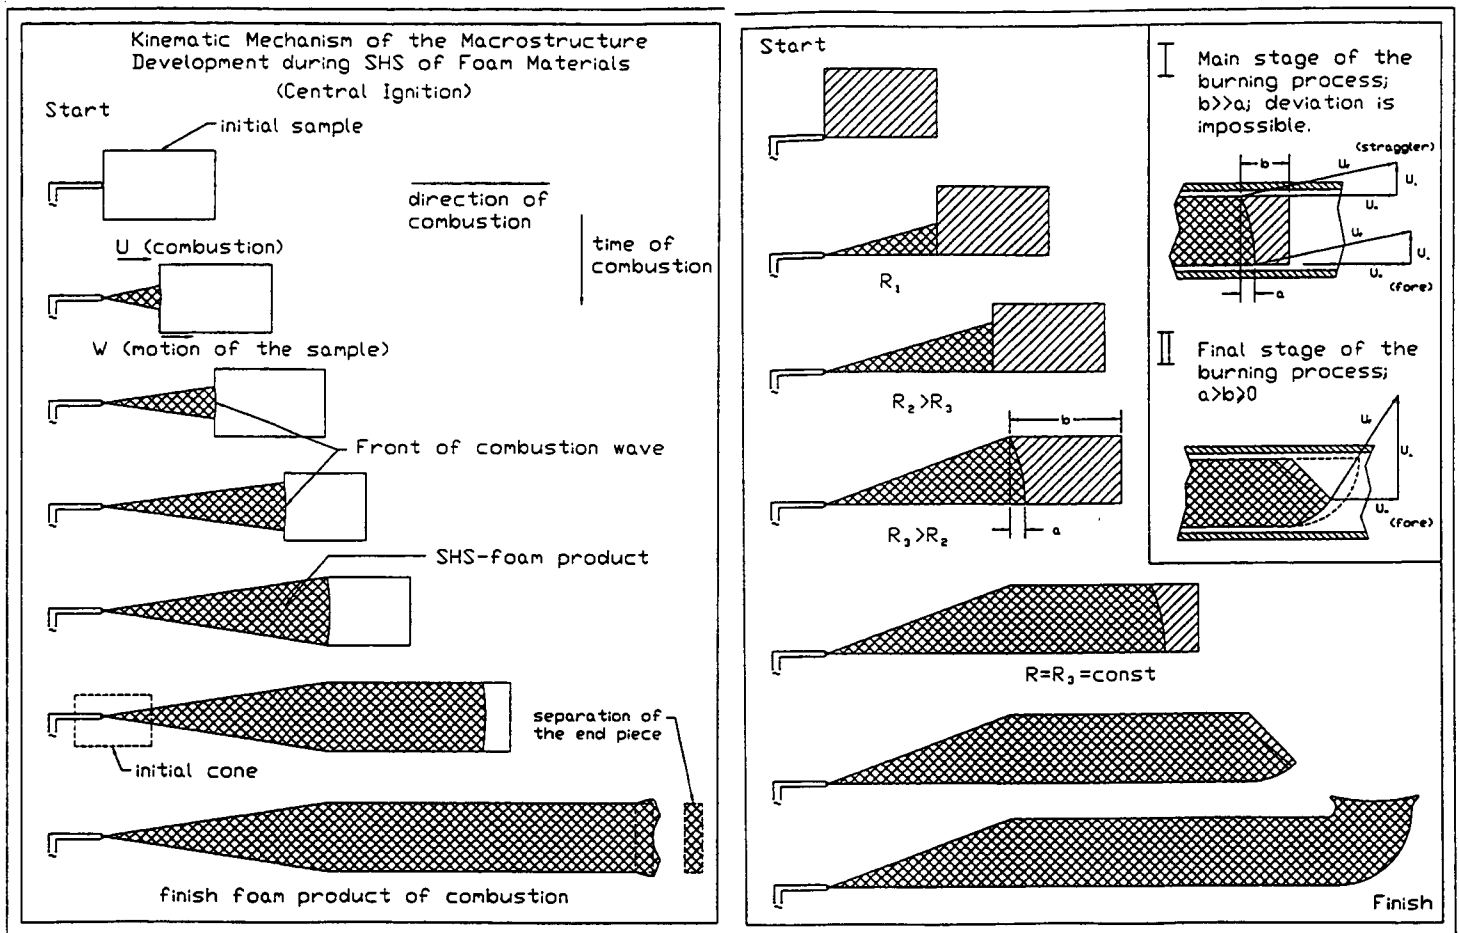 Kinematic Mechanism of the Macrostructure
Development during SHS of Foam Materials
(Central Ignition)
Start
initial sample
direction of
combustion
time of
combustion
U (combustion)
W (motion of the sample)
Front of combustion wave
SHS-foam product
separation of
the end piece
initial cone
finish foam product of combustion
Start
R₁
R₂>R₃
b
R₃>R₂
a
R=R₃=const
Finish
I
Main stage of the
burning process;
b>>a; deviation is
impossible.
(straggler)
b
(fore)
a
II
Final stage of the
burning process;
a>b⩾0
(fore)